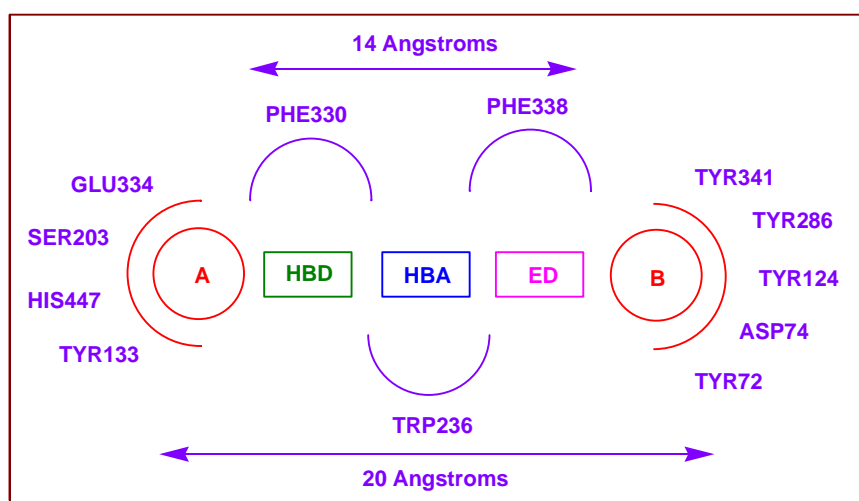 14 Angstroms
PHE330
PHE338
GLU334
TYR341
SER203
TYR286
A
HBD
HBA
ED
B
TYR124
HIS447
ASP74
TYR133
TYR72
TRP236
20 Angstroms